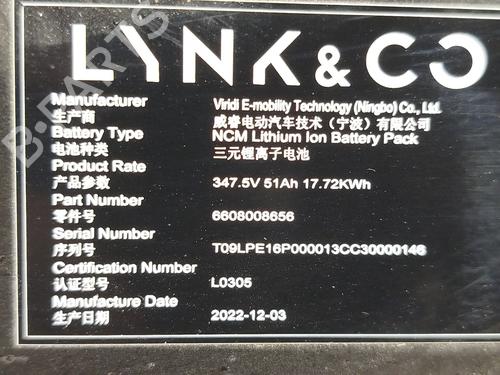 LYNK & CO
Manufacturer Viridi E-mobility Technology (Ningbo) Co., Ltd.
生产商 威睿电动汽车技术（宁波）有限公司
Battery Type NCM Lithium Ion Battery Pack
电池种类 三元锂离子电池
Product Rate
产品参数 347.5V 51Ah 17.72KWh
Part Number
零件号 6608008656
Serial Number
序列号 T09LPE16P000013CC30000146
Certification Number
认证型号 L0305
Manufacture Date
生产日期 2022-12-03
B-PARTS